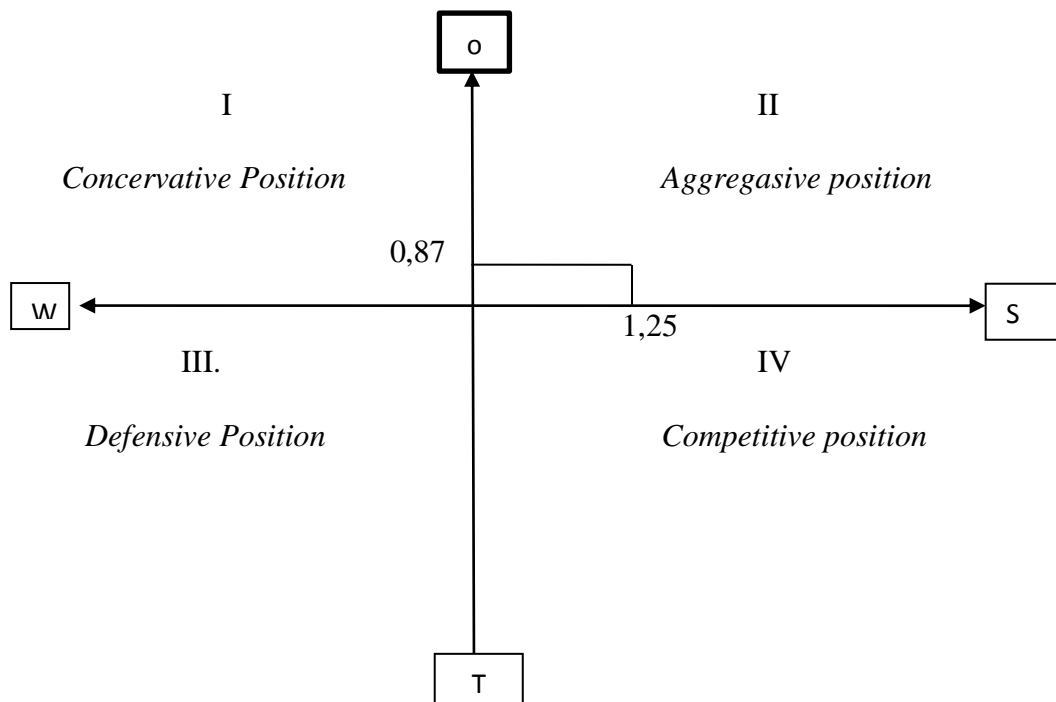 o
I II
Concervative Position Aggregasive position
0,87
W S
1,25
III. IV
Defensive Position Competitive position
T